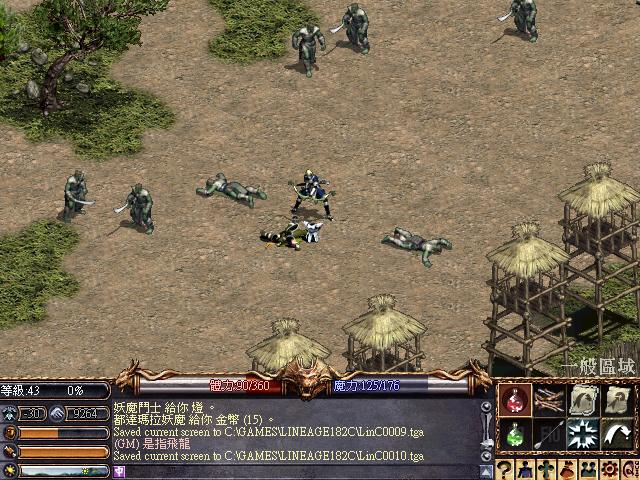 一般區域
體力:90/360
魔力:125/176
等級:43 0%
-30
9264
妖魔鬥士 給你 燈 。
都達瑪拉妖魔 給你 金幣 (15) 。
Saved current screen to C:\GAMES\LINEAGE182C\LinC0009.tga
(GM) 是指飛龍
Saved current screen to C:\GAMES\LINEAGE182C\LinC0010.tga